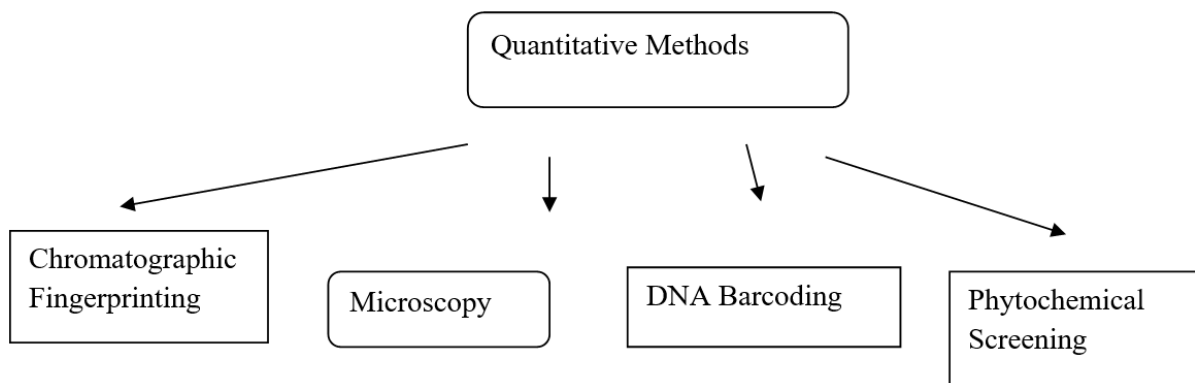 Quantitative Methods
Chromatographic
Fingerprinting
Microscopy
DNA Barcoding
Phytochemical
Screening